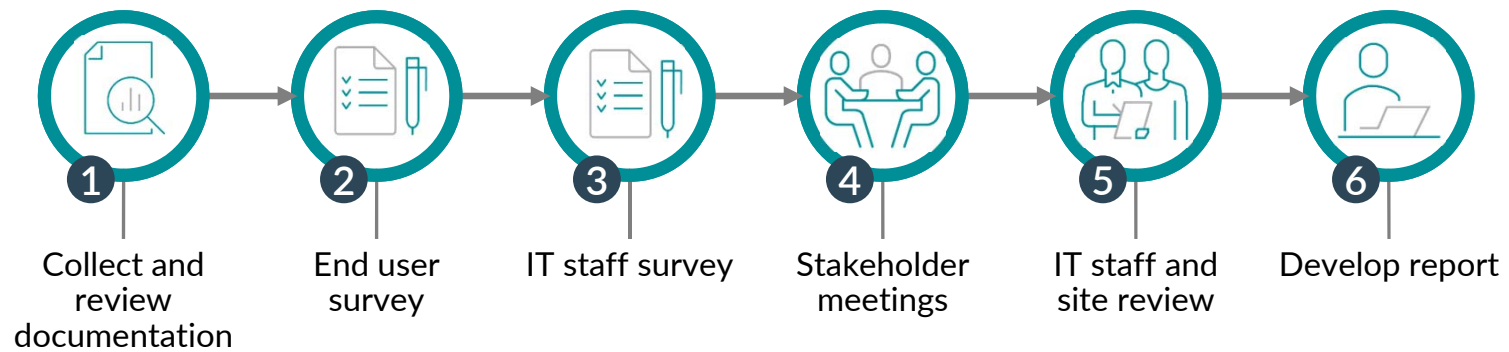 1
Collect and
review
documentation
2
End user
survey
3
IT staff survey
4
Stakeholder
meetings
5
IT staff and
site review
6
Develop report